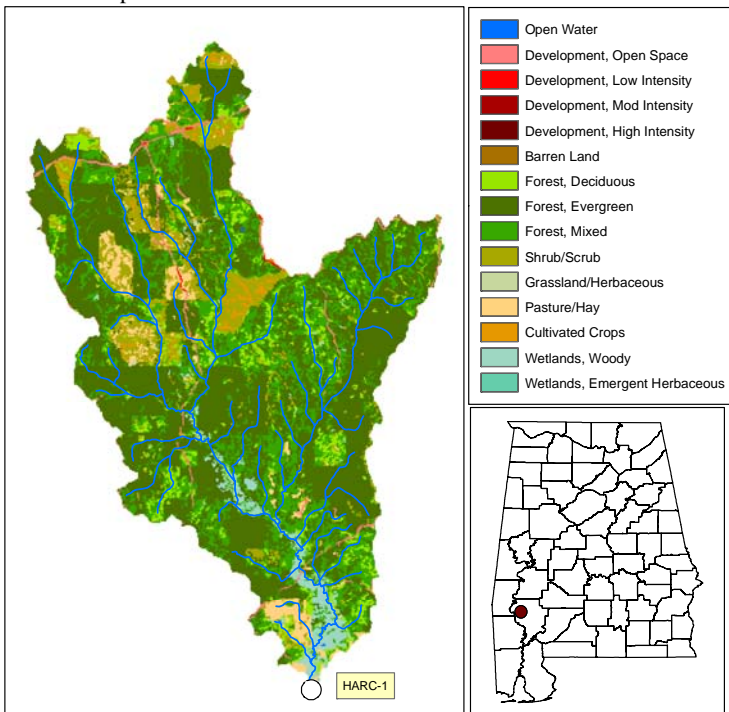 Open Water
Development, Open Space
Development, Low Intensity
Development, Mod Intensity
Development, High Intensity
Barren Land
Forest, Deciduous
Forest, Evergreen
Forest, Mixed
Shrub/Scrub
Grassland/Herbaceous
Pasture/Hay
Cultivated Crops
Wetlands, Woody
Wetlands, Emergent Herbaceous
HARC-1